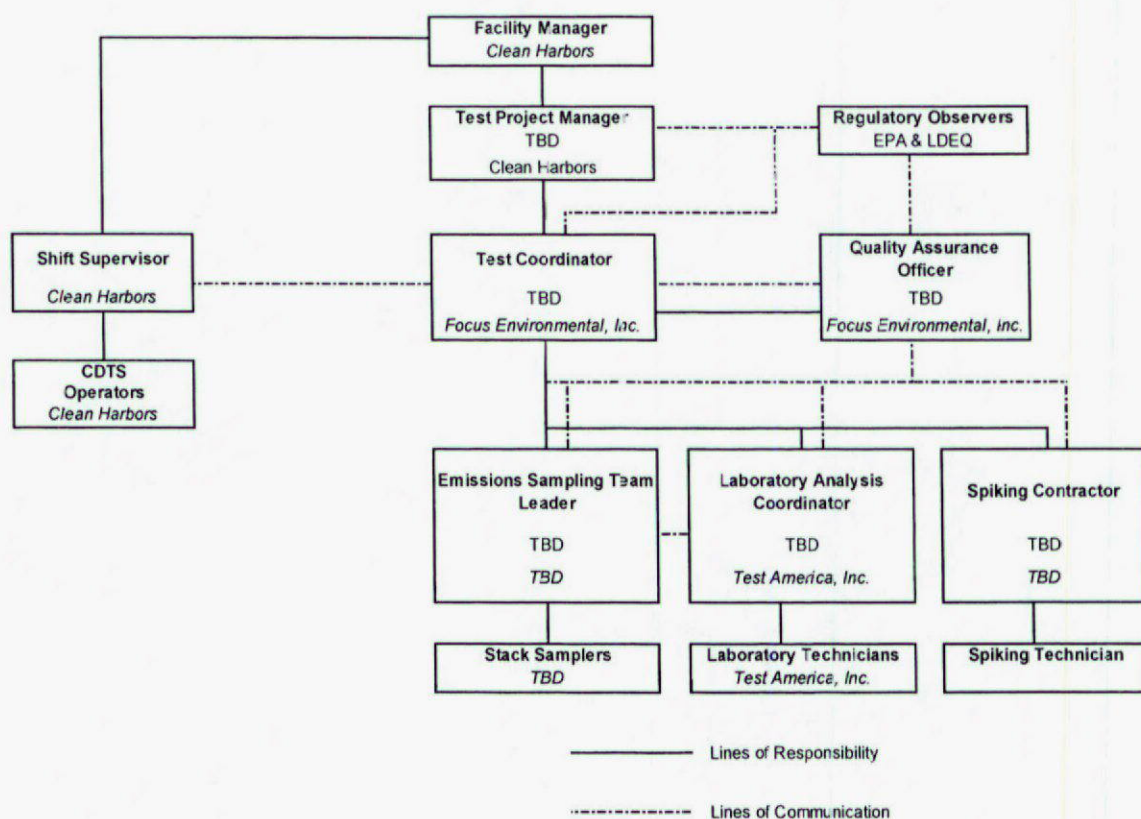 Facility Manager
Clean Harbors
Test Project Manager
TBD
Clean Harbors
Regulatory Observers
EPA & LDEQ
Shift Supervisor
Clean Harbors
Test Coordinator
TBD
Focus Environmental, Inc.
Quality Assurance
Officer
TBD
Focus Environmental, Inc.
CDTS
Operators
Clean Harbors
Emissions Sampling Team
Leader
TBD
TBD
Laboratory Analysis
Coordinator
TBD
Test America, Inc.
Spiking Contractor
TBD
TBD
Stack Samplers
TBD
Laboratory Technicians
Test America, Inc.
Spiking Technician
Lines of Responsibility
Lines of Communication